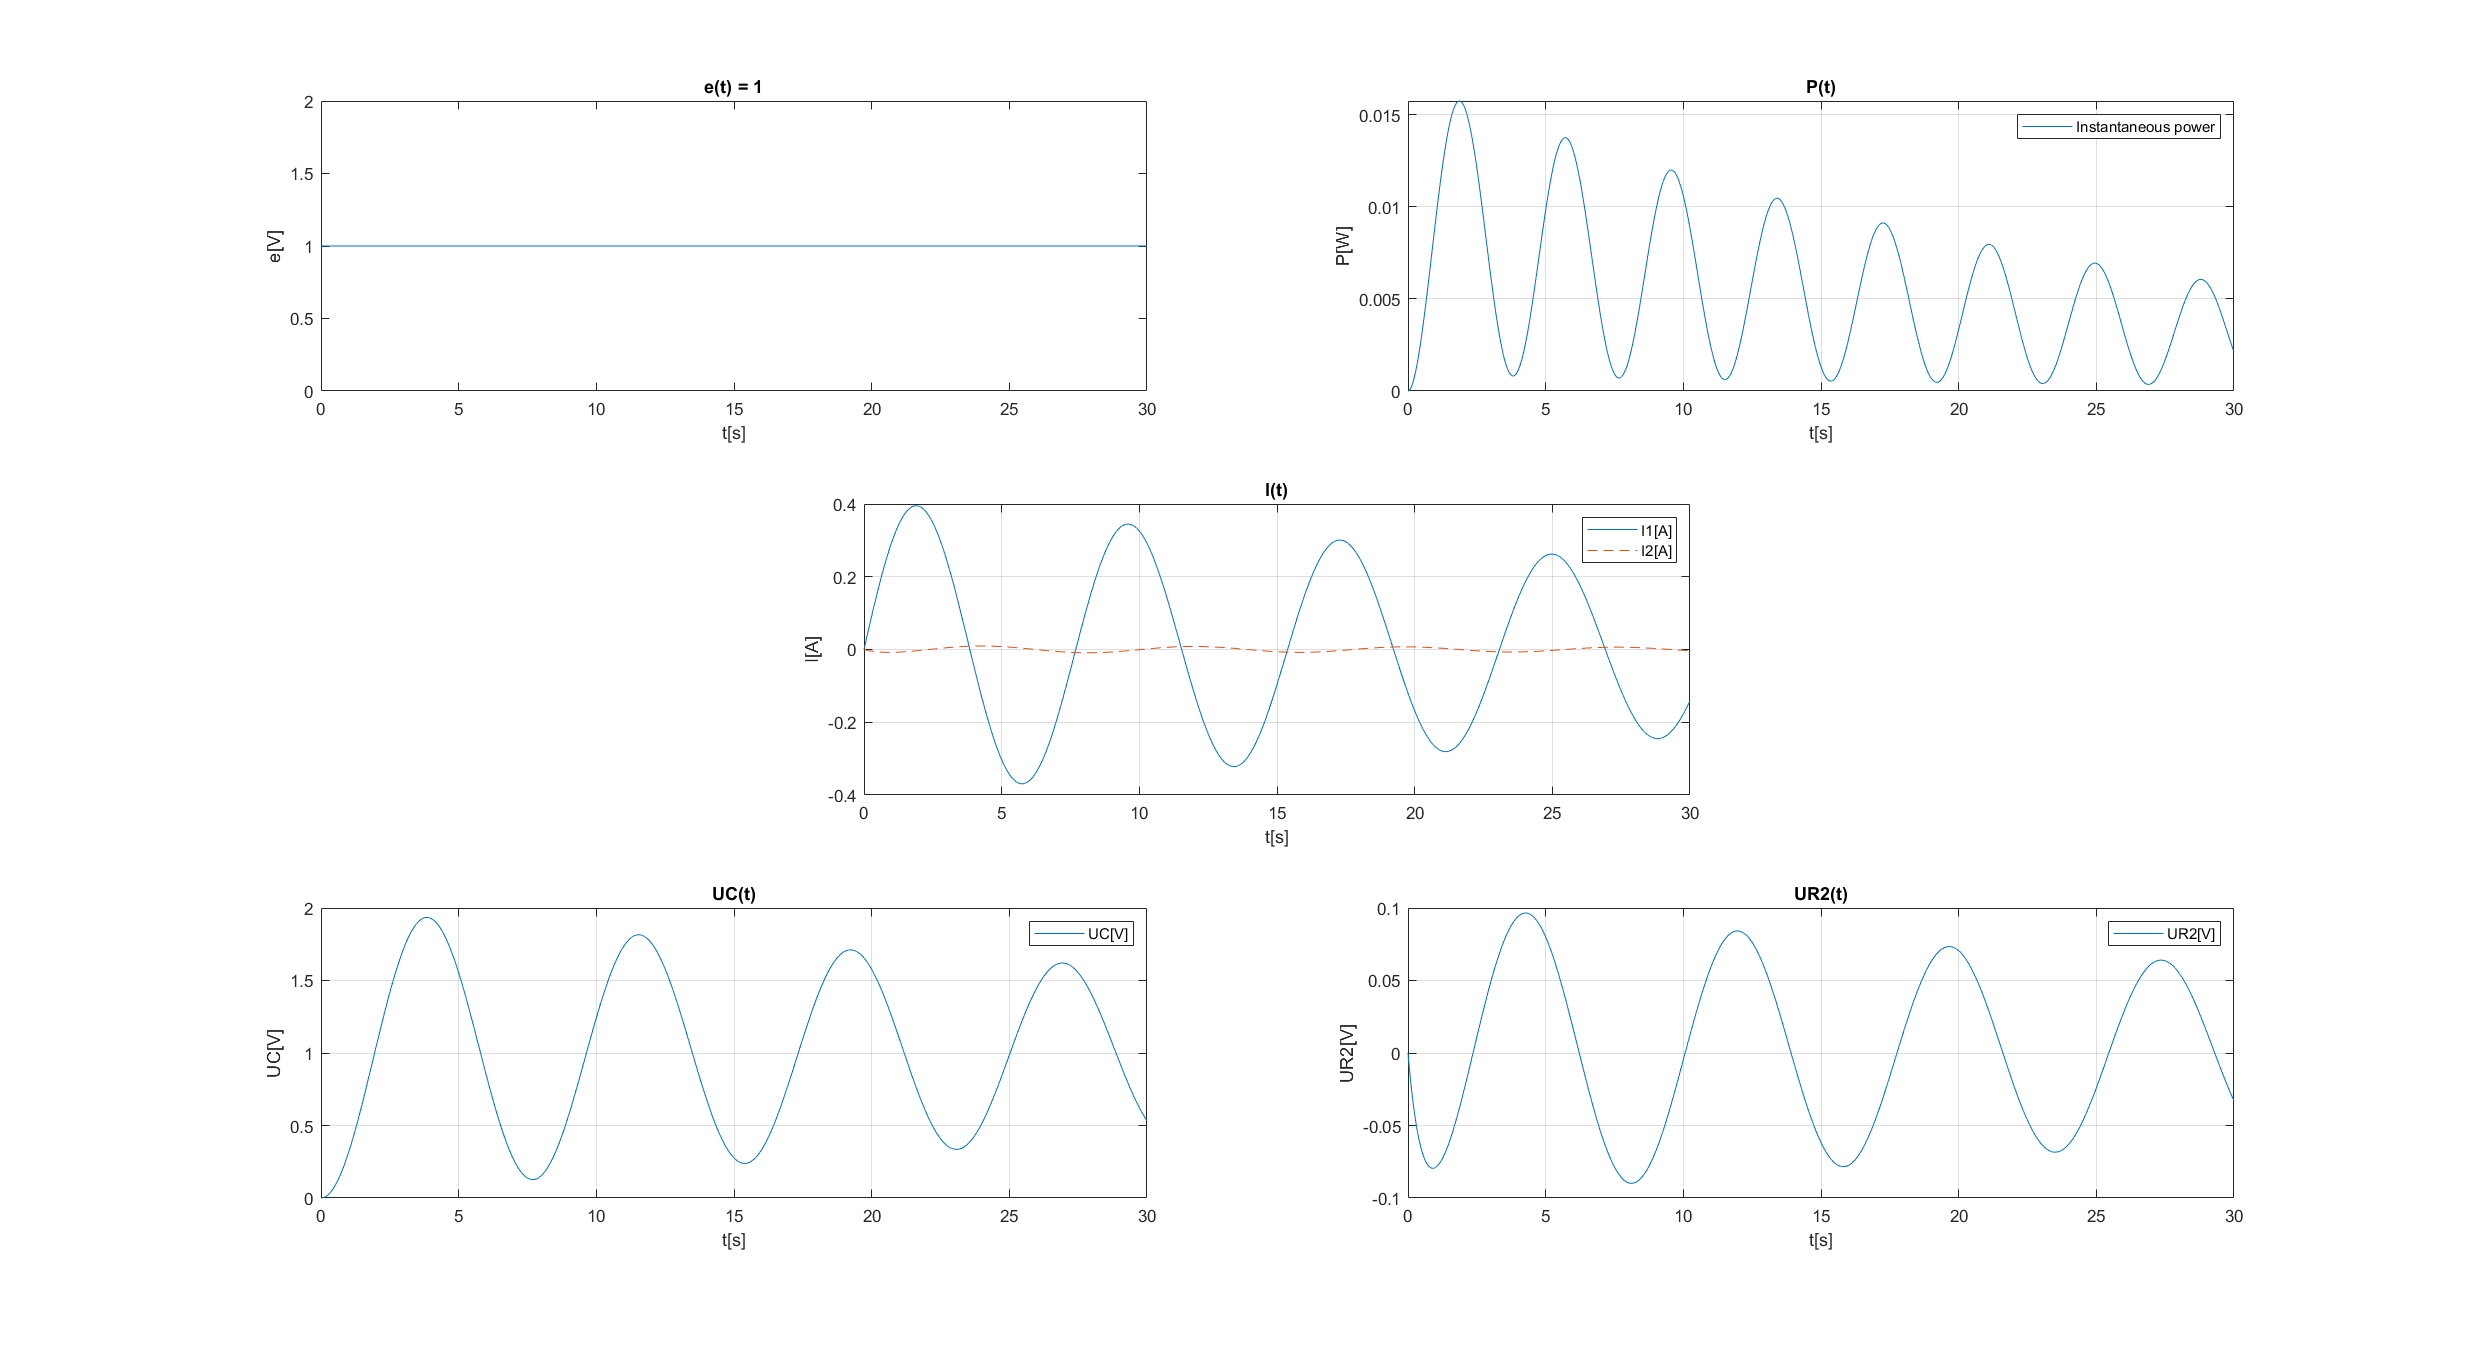 e(t) = 1
2
1.5
1
0.5
0
e[V]
0 5 10 15 20 25 30
t[s]
P(t)
0.015
0.01
0.005
0
P[W]
Instantaneous power
0 5 10 15 20 25 30
t[s]
I(t)
0.4
0.2
0
-0.2
-0.4
I[A]
I1[A]
I2[A]
0 5 10 15 20 25 30
t[s]
UC(t)
2
1.5
1
0.5
0
UC[V]
UC[V]
0 5 10 15 20 25 30
t[s]
UR2(t)
0.1
0.05
0
-0.05
-0.1
UR2[V]
UR2[V]
0 5 10 15 20 25 30
t[s]